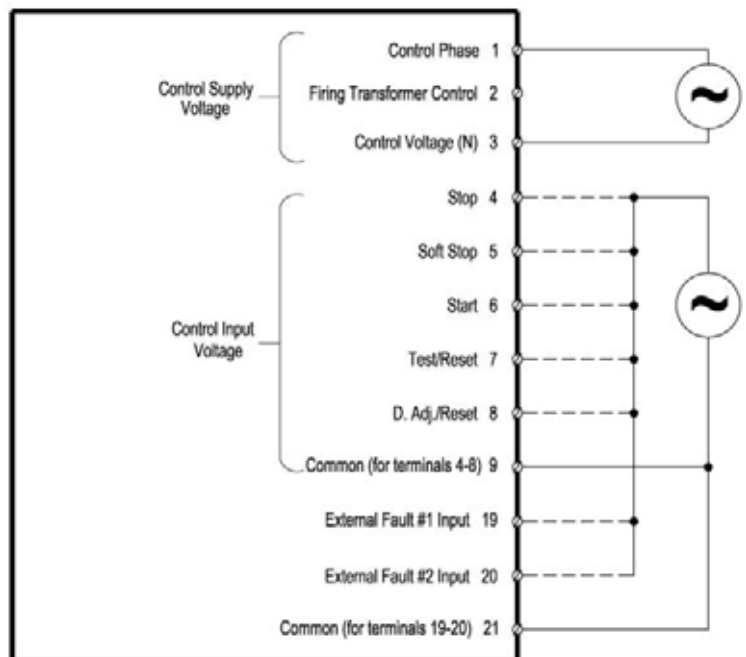 Control Phase 1
Control Supply
Voltage
Firing Transformer Control 2
Control Voltage (N) 3
Stop 4
Soft Stop 5
Start 6
Control Input
Voltage
Test/Reset 7
D. Adj./Reset 8
Common (for terminals 4-8) 9
External Fault #1 Input 19
External Fault #2 Input 20
Common (for terminals 19-20) 21